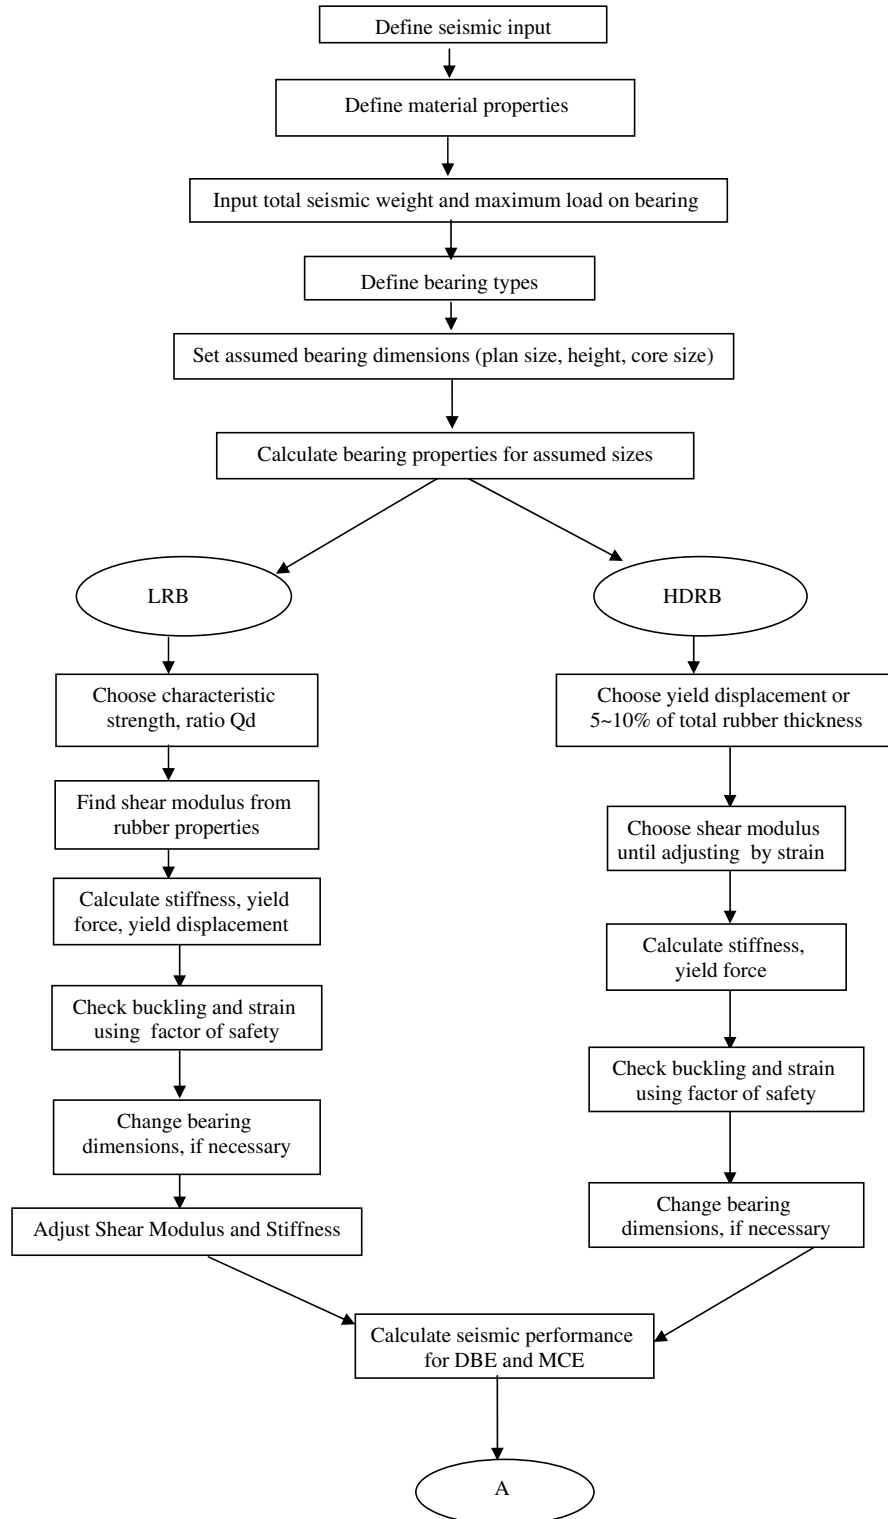 Define seismic input
Define material properties
Input total seismic weight and maximum load on bearing
Define bearing types
Set assumed bearing dimensions (plan size, height, core size)
Calculate bearing properties for assumed sizes
LRB
HDRB
Choose characteristic
strength, ratio Qd
Find shear modulus from
rubber properties
Calculate stiffness, yield
force, yield displacement
Check buckling and strain
using factor of safety
Change bearing
dimensions, if necessary
Adjust Shear Modulus and Stiffness
Choose yield displacement or
5~10% of total rubber thickness
Choose shear modulus
until adjusting by strain
Calculate stiffness,
yield force
Check buckling and strain
using factor of safety
Change bearing
dimensions, if necessary
Calculate seismic performance
for DBE and MCE
A